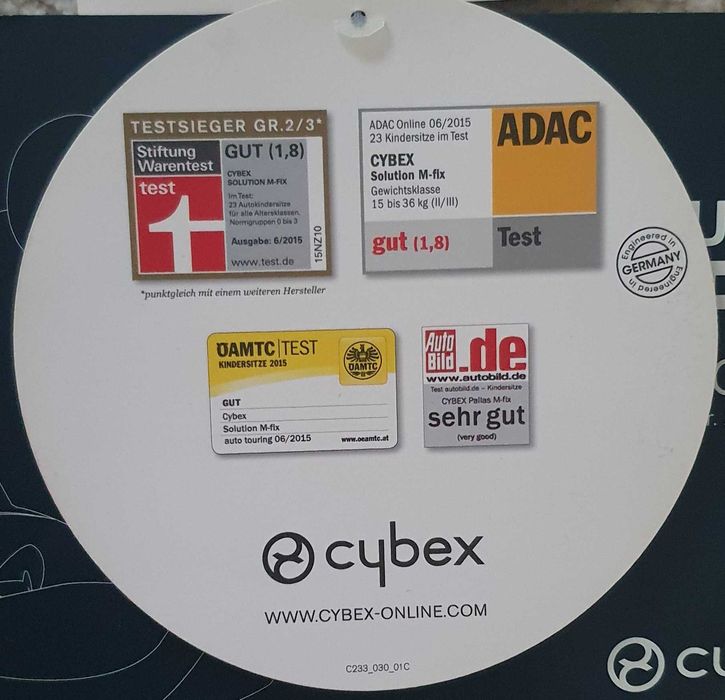 TESTSIEGER GR.2/3*
Stiftung
Warentest
test
GUT (1,8)
CYBEX
SOLUTION M-FIX
Im Test:
23 Autokindersitze
für alle Altersklassen.
Normgruppen 0 bis 3
Ausgabe: 6/2015
www.test.de
15NZ10
*punktgleich mit einem weiteren Hersteller
ADAC Online 06/2015
23 Kindersitze im Test
CYBEX
Solution M-fix
Gewichtsklasse
15 bis 36 kg (II/III)
gut (1,8)
ADAC
Test
Engineered in
GERMANY
Engineered in
ÖAMTC TEST
KINDERSITZE 2015
ÖAMTC
GUT
Cybex
Solution M-fix
auto touring 06/2015
www.oeamtc.at
Auto
Bild
.de
www.autobild.de
Test autobild.de - Kindersitze
CYBEX Pallas M-fix
sehr gut
(very good)
cybex
WWW.CYBEX-ONLINE.COM
C233_030_01C